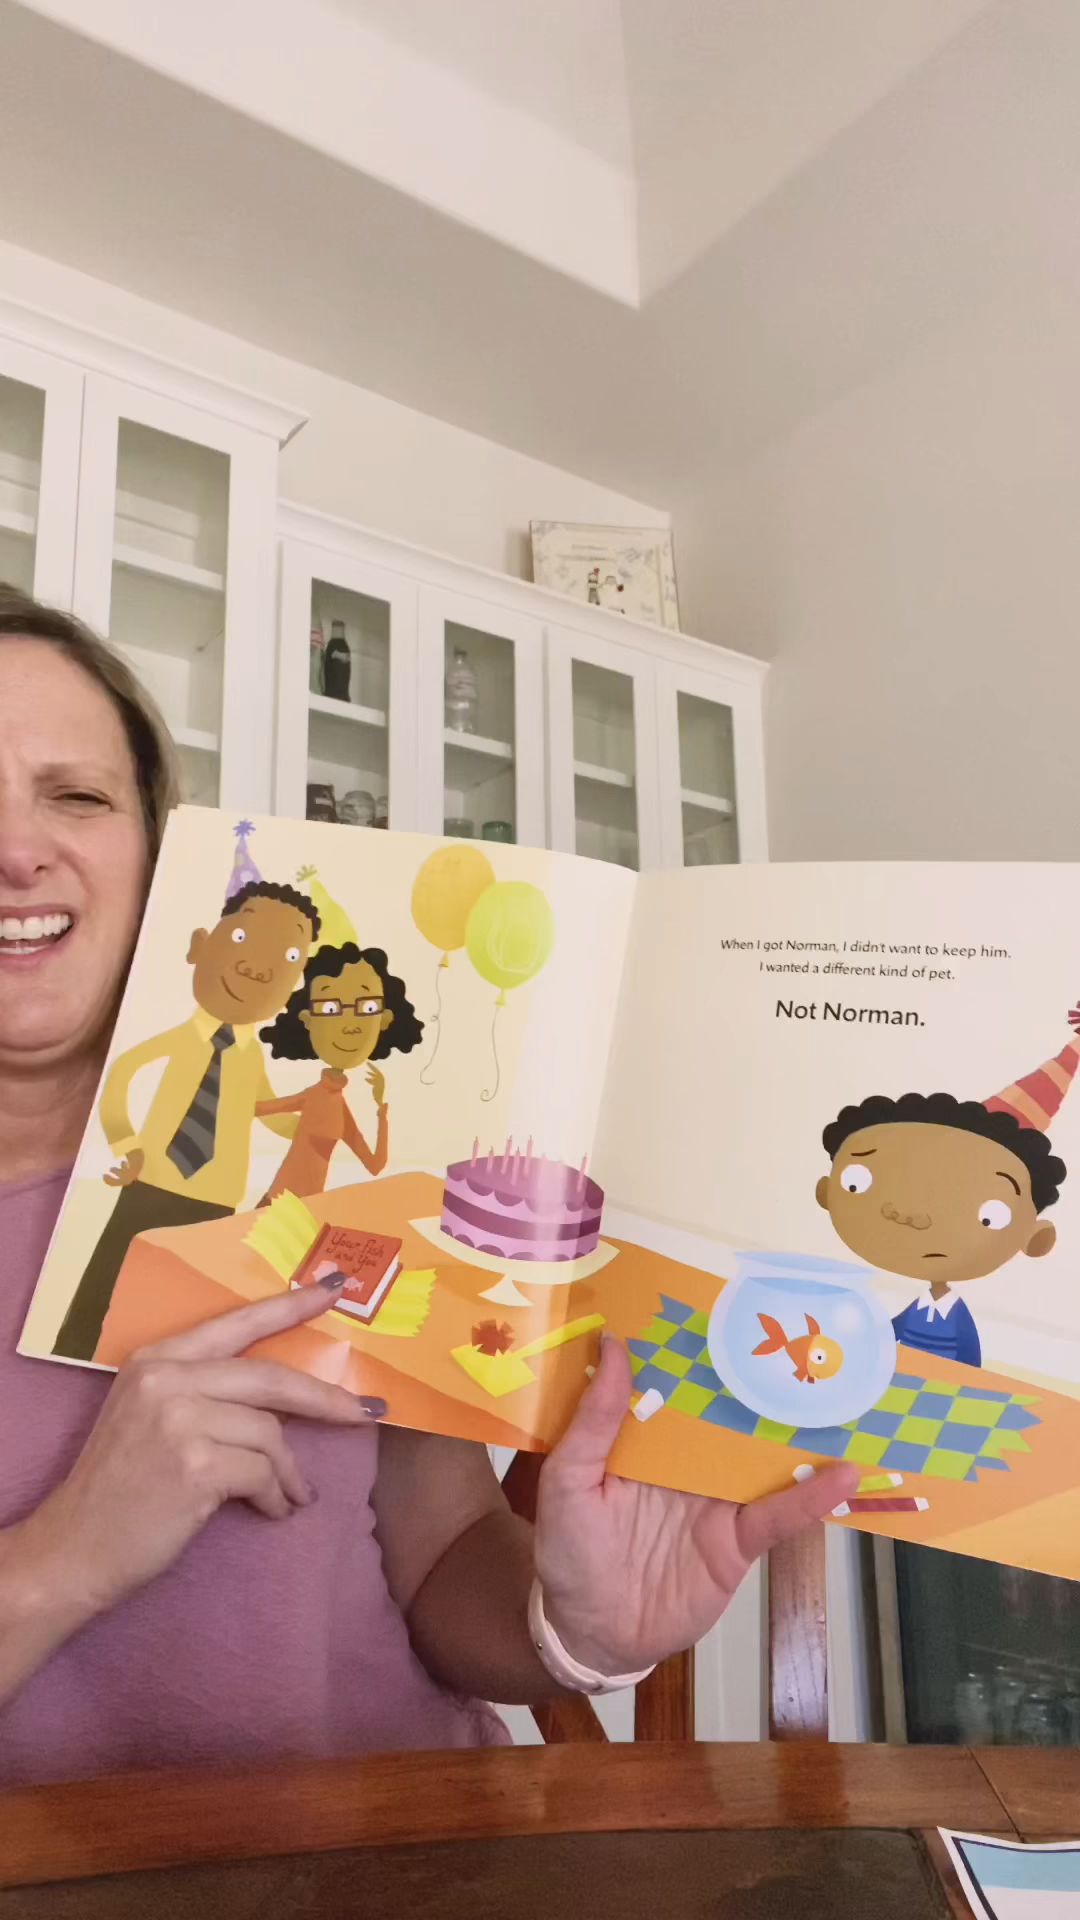 Your Fish
and You
When I got Norman, I didn't want to keep him.
I wanted a different kind of pet.
Not Norman.